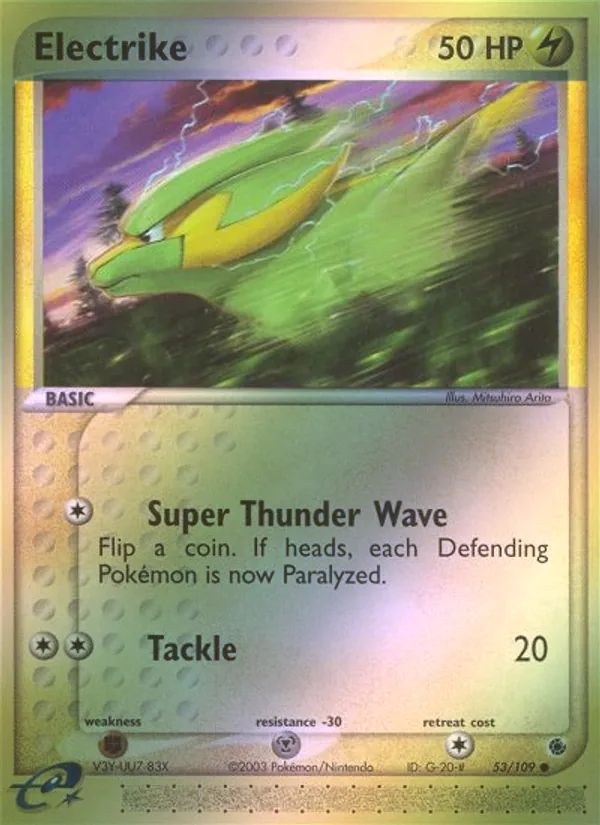 Electrike
50 HP
BASIC
Illus. Mitsuhiro Arita
Super Thunder Wave
Flip a coin. If heads, each Defending
Pokémon is now Paralyzed.
Tackle 20
weakness resistance -30 retreat cost
V3Y-UU7-83X ©2003 Pokémon/Nintendo ID: G-20-# 53/109
e